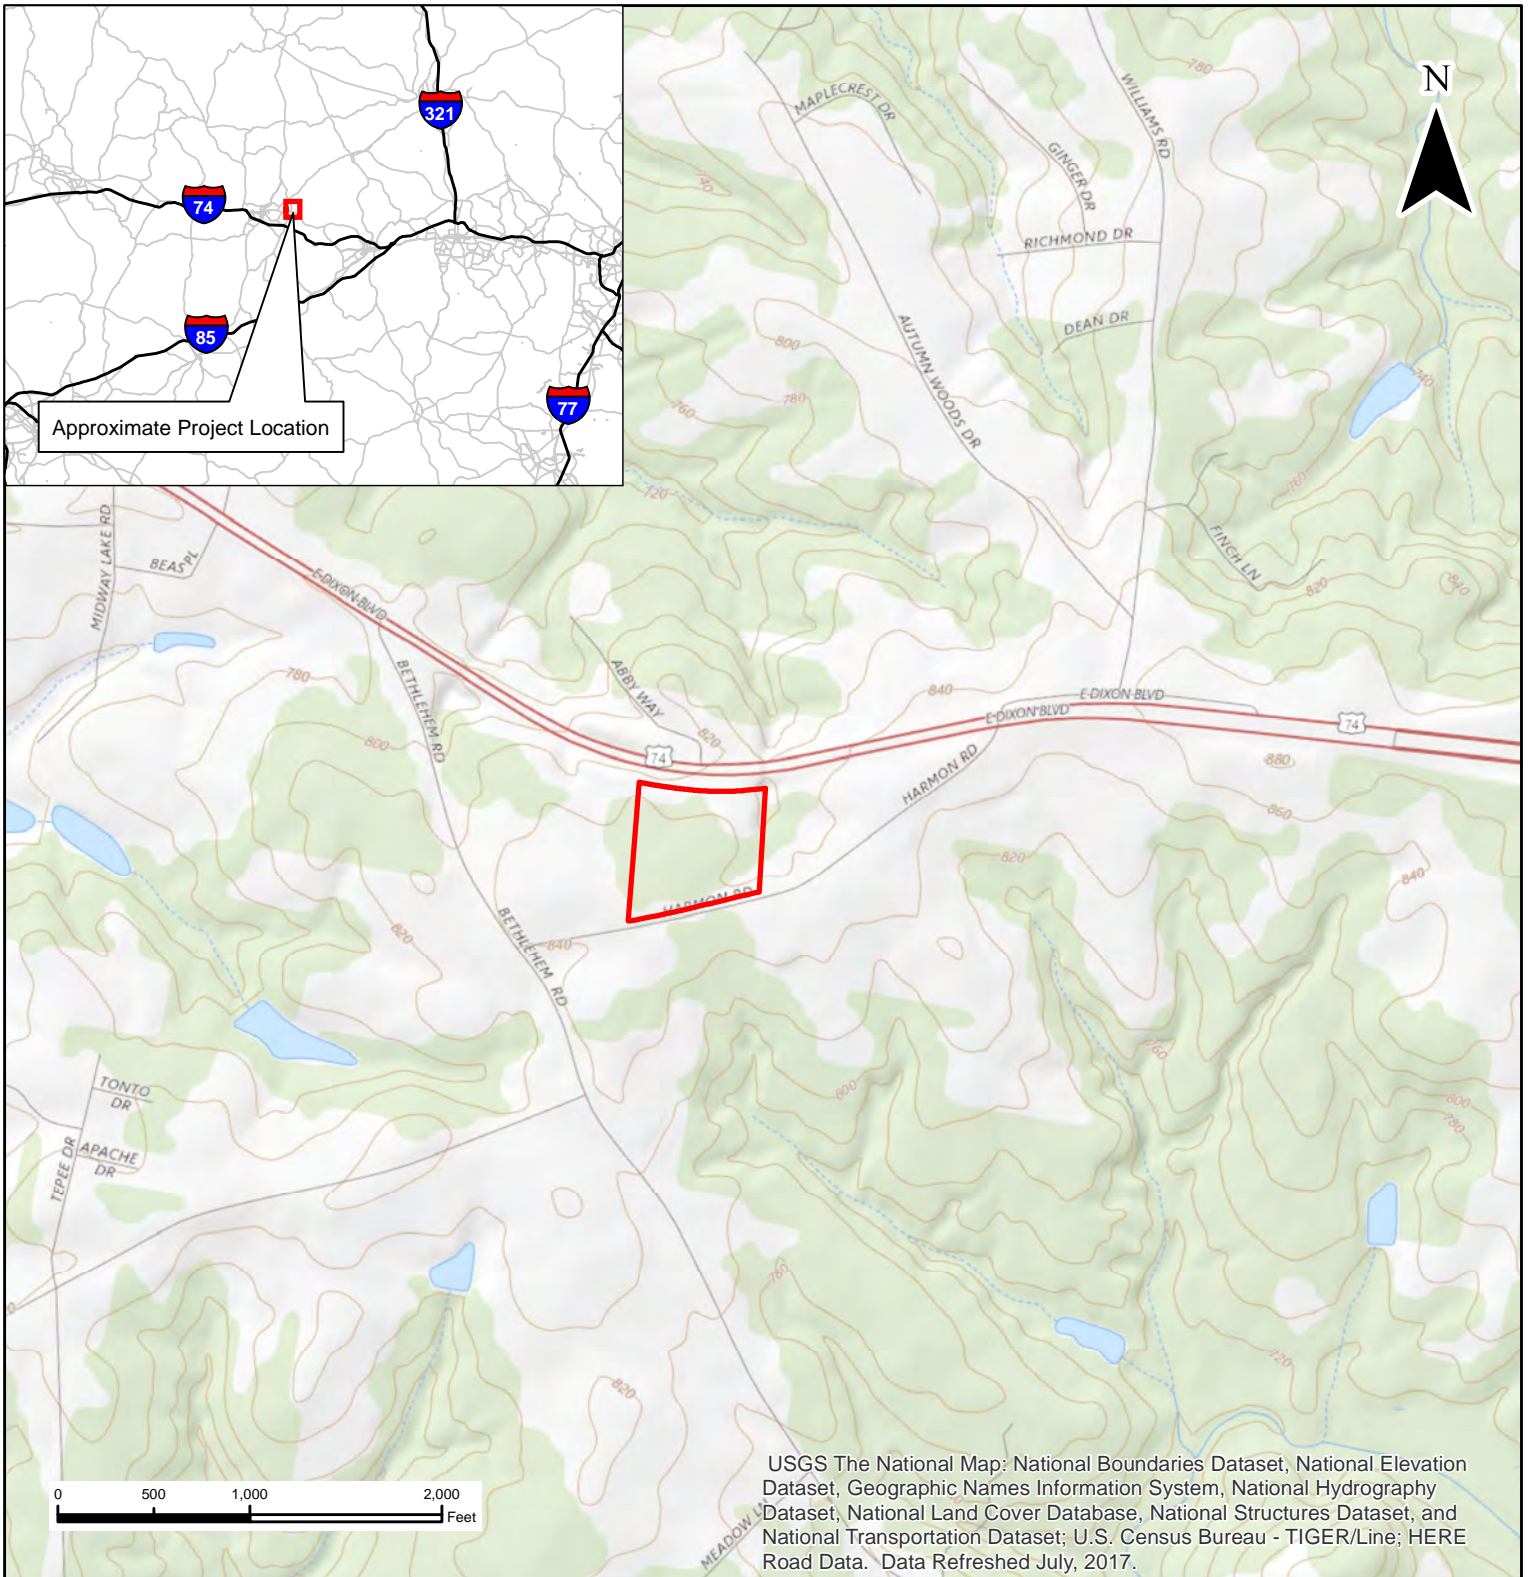 321
74
85
77
Approximate Project Location
N
MAPLECREST DR
WILLIAMS RD
780
GINGER DR
740
RICHMOND DR
DEAN DR
AUTUMN WOODS DR
800
780
760
740
720
760
FINCH LN
820
840
MIDWAY LAKE RD
BEAS PL
E DIXON BLVD
BETHLEHEM RD
780
800
ABBY WAY
820
74
840
E DIXON BLVD
E DIXON BLVD
74
HARMON RD
880
860
820
840
HARMON RD
BETHLEHEM RD
840
820
760
800
800
780
TONTO
DR
APACHE
DR
TEPEE DR
760
720
820
MEADOW LN
0 500 1,000 2,000
Feet
USGS The National Map: National Boundaries Dataset, National Elevation
Dataset, Geographic Names Information System, National Hydrography
Dataset, National Land Cover Database, National Structures Dataset, and
National Transportation Dataset; U.S. Census Bureau - TIGER/Line; HERE
Road Data. Data Refreshed July, 2017.